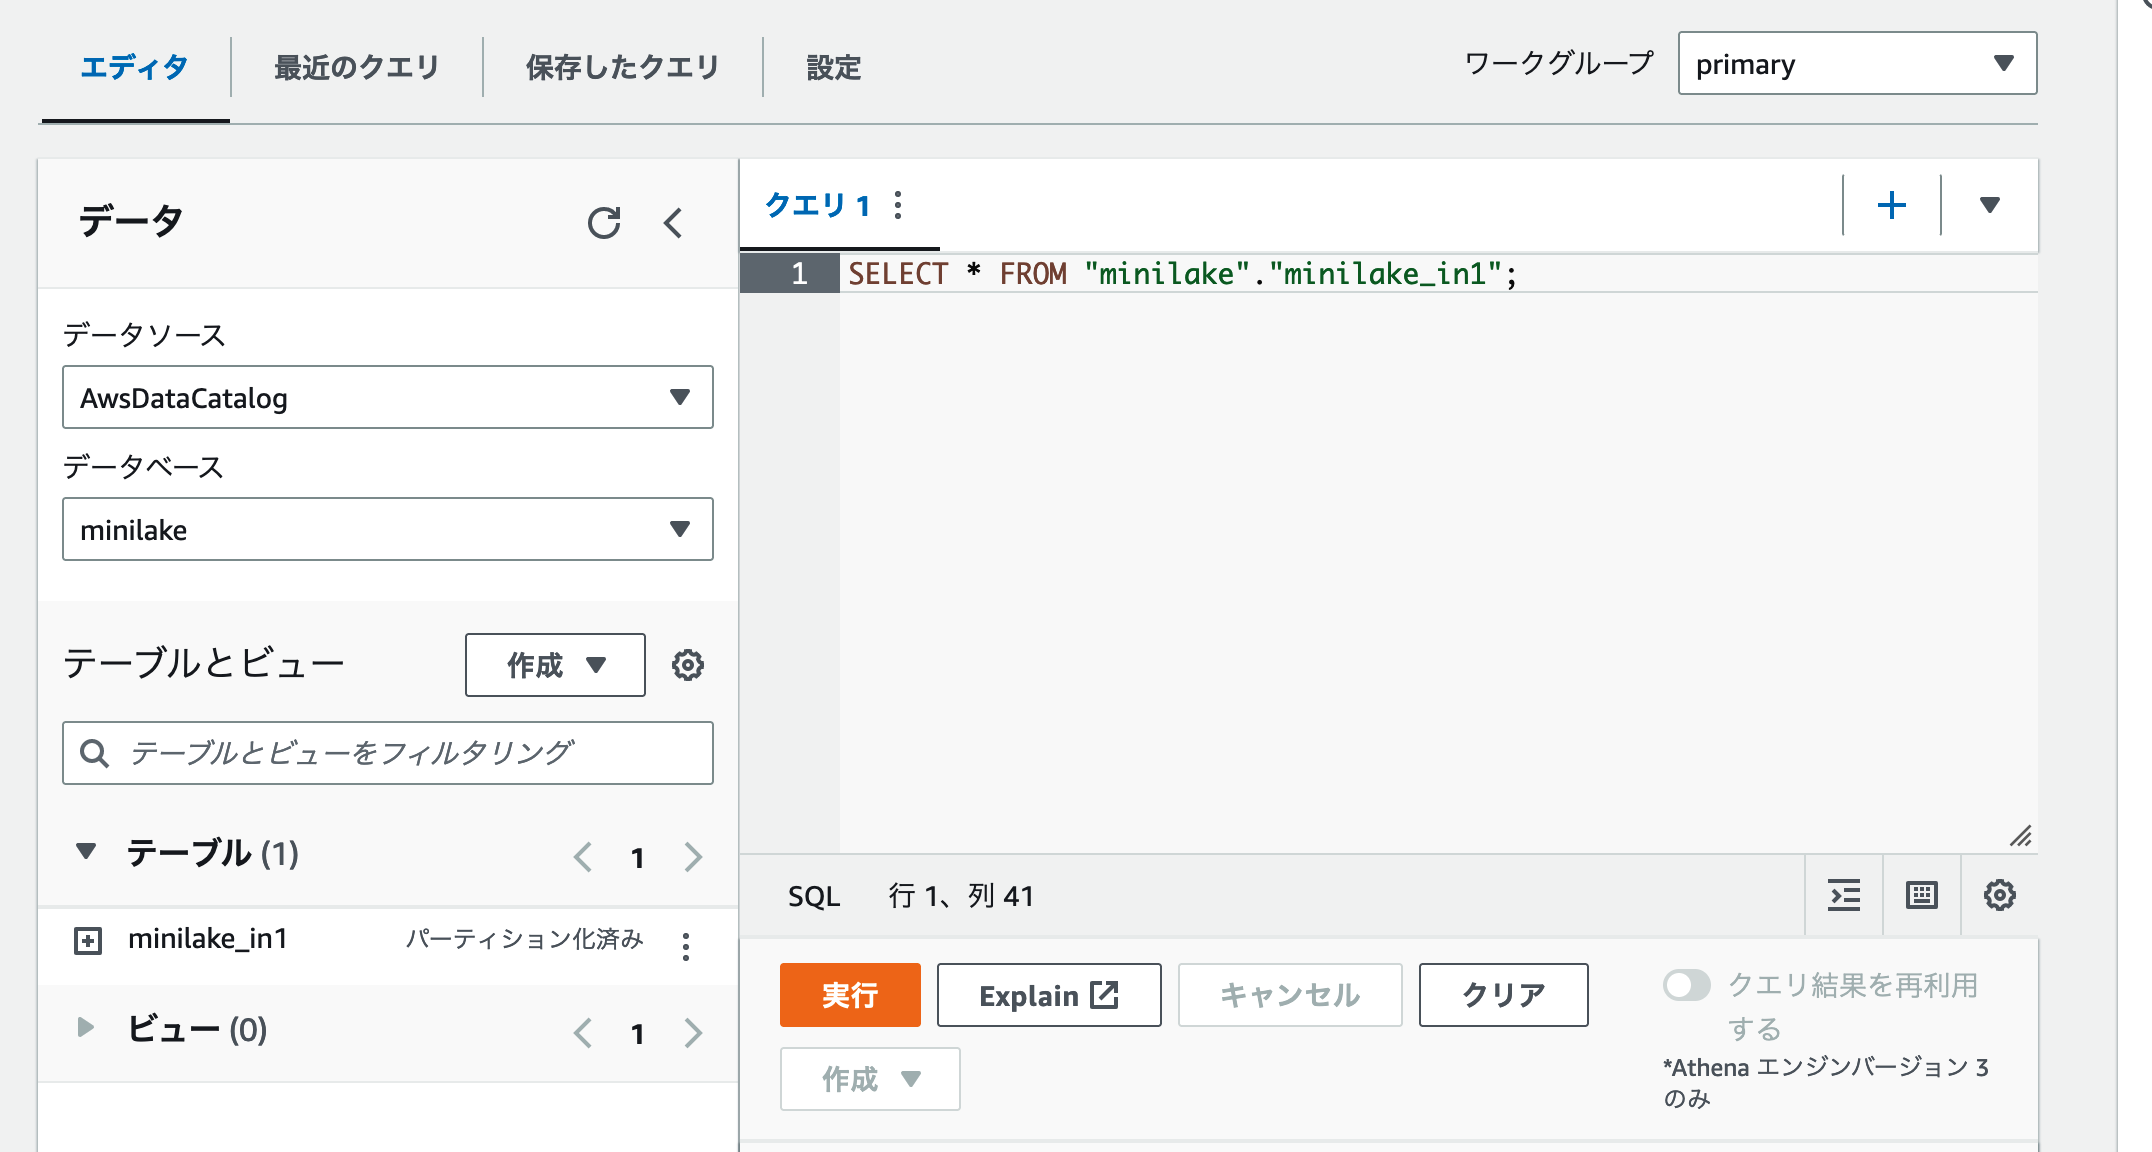 エディタ 最近のクエリ 保存したクエリ 設定 ワークグループ primary
データ
データソース
AwsDataCatalog
データベース
minilake
テーブルとビュー 作成
テーブルとビューをフィルタリング
テーブル (1) 1
minilake_in1 パーティション化済み
ビュー (0) 1
クエリ 1
1 SELECT * FROM "minilake"."minilake_in1";
SQL 行 1、列 41
実行 Explain キャンセル クリア
作成
クエリ結果を再利用
する
*Athena エンジンバージョン 3
のみ